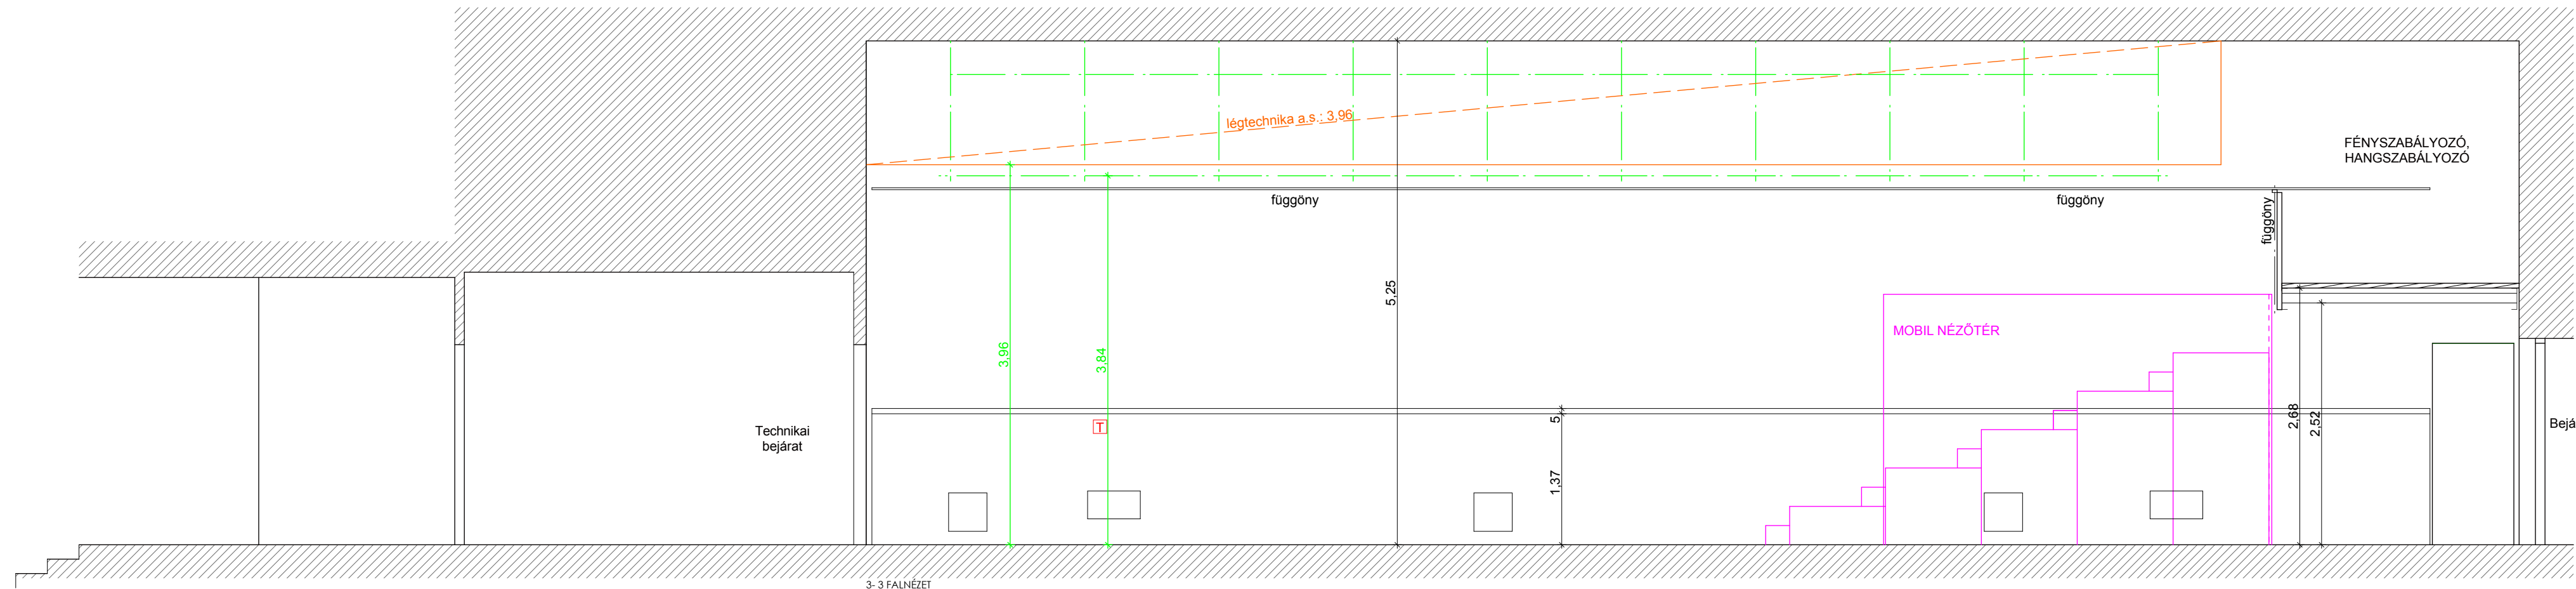 légtechnika a.s.: 3,96
FÉNYSZABÁLYOZÓ,
HANGSZABÁLYOZÓ
függöny
függöny
függöny
5,25
MOBIL NÉZŐTÉR
3,96
3,84
T
5
1,37
2,68
2,52
Technikai
bejárat
Bejá
3- 3 FALNÉZET